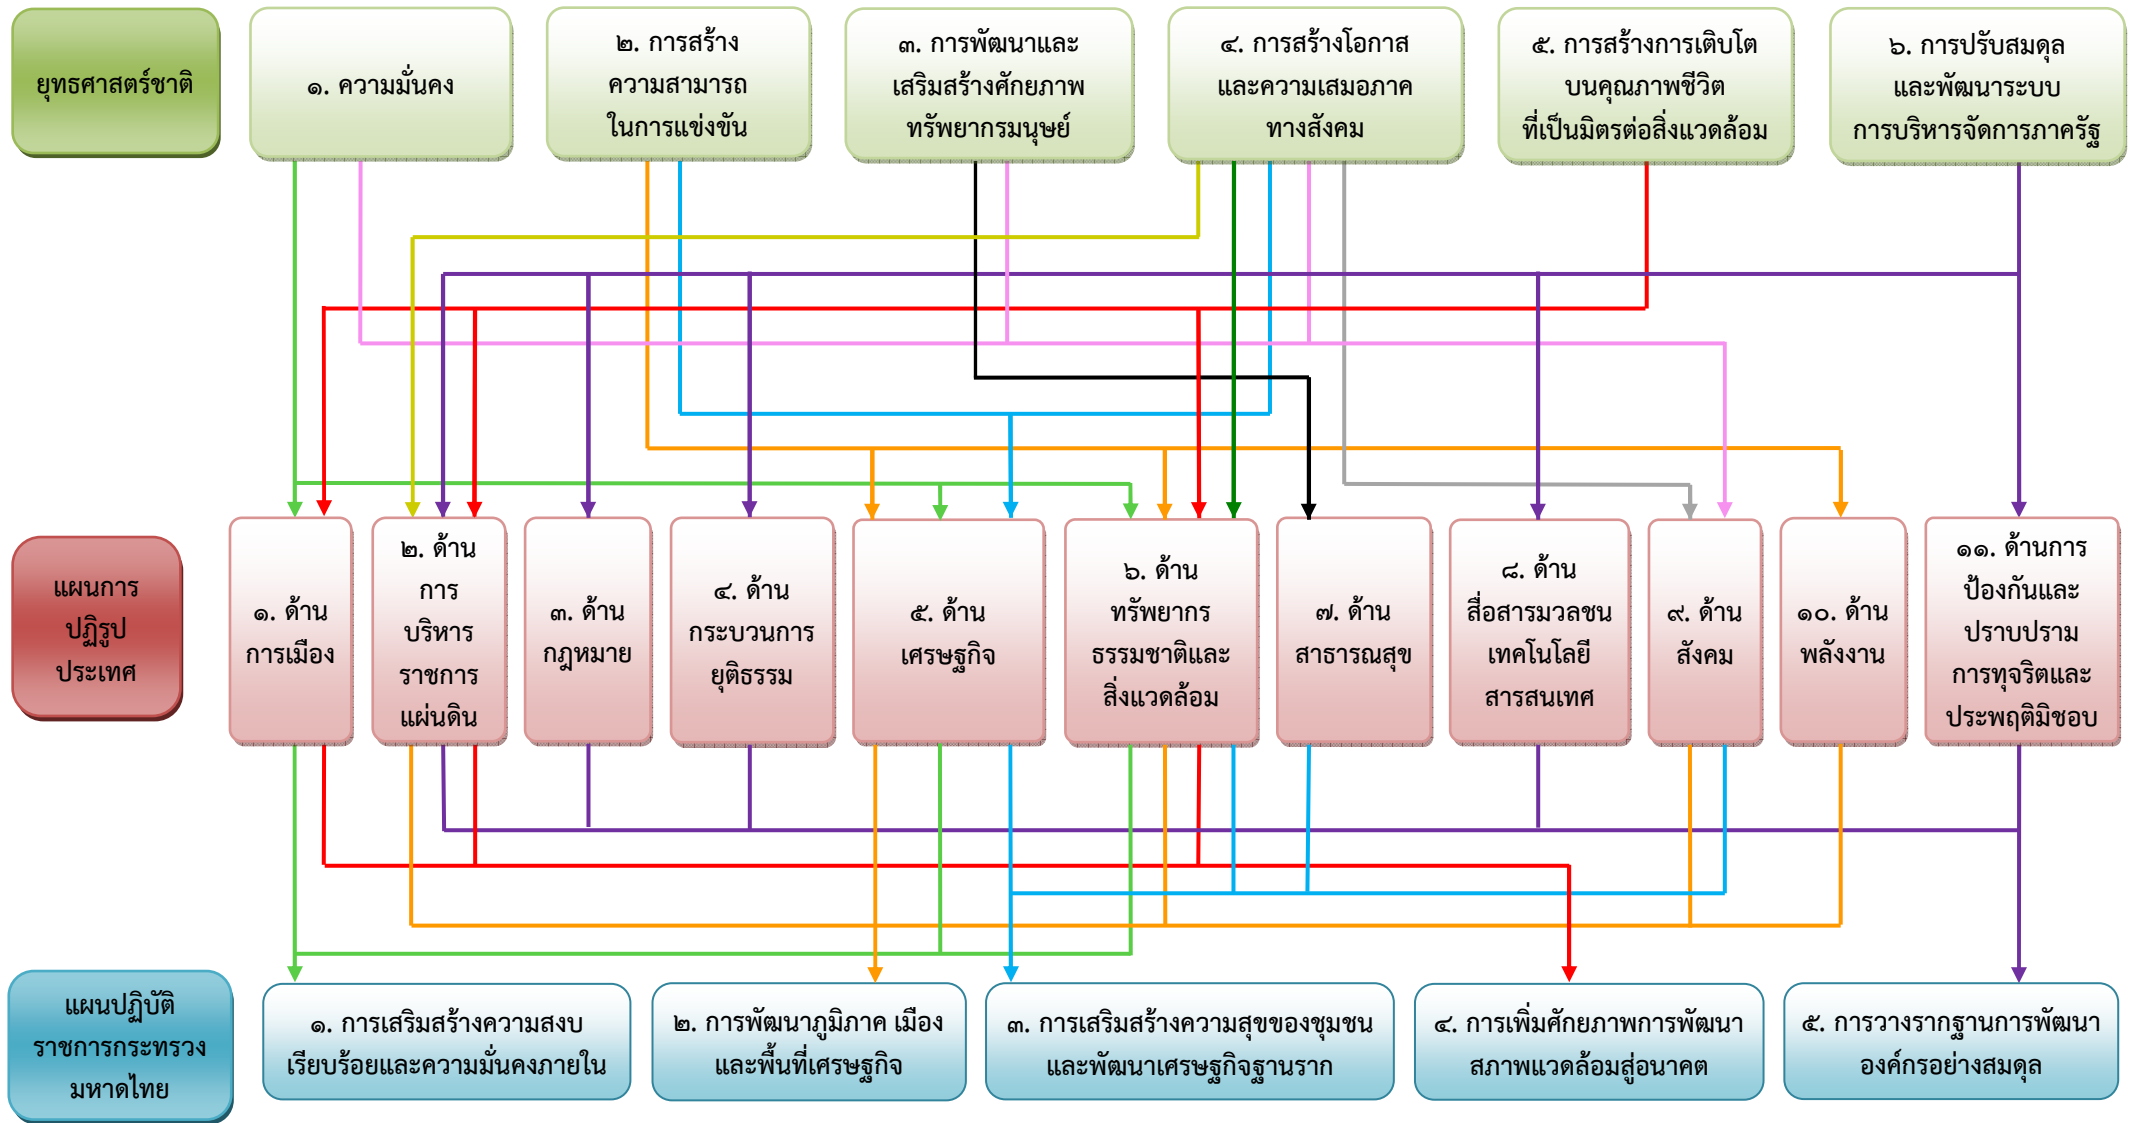 ยุทธศาสตร์ชาติ
๑. ความมั่นคง
๒. การสร้าง
ความสามารถ
ในการแข่งขัน
๓. การพัฒนาและ
เสริมสร้างศักยภาพ
ทรัพยากรมนุษย์
๔. การสร้างโอกาส
และความเสมอภาค
ทางสังคม
๕. การสร้างการเติบโต
บนคุณภาพชีวิต
ที่เป็นมิตรต่อสิ่งแวดล้อม
๖. การปรับสมดุล
และพัฒนาระบบ
การบริหารจัดการภาครัฐ
แผนการ
ปฏิรูป
ประเทศ
๑. ด้าน
การเมือง
๒. ด้าน
การ
บริหาร
ราชการ
แผ่นดิน
๓. ด้าน
กฎหมาย
๔. ด้าน
กระบวนการ
ยุติธรรม
๕. ด้าน
เศรษฐกิจ
๖. ด้าน
ทรัพยากร
ธรรมชาติและ
สิ่งแวดล้อม
๗. ด้าน
สาธารณสุข
๘. ด้าน
สื่อสารมวลชน
เทคโนโลยี
สารสนเทศ
๙. ด้าน
สังคม
๑๐. ด้าน
พลังงาน
๑๑. ด้านการ
ป้องกันและ
ปราบปราม
การทุจริตและ
ประพฤติมิชอบ
แผนปฏิบัติ
ราชการกระทรวง
มหาดไทย
๑. การเสริมสร้างความสงบ
เรียบร้อยและความมั่นคงภายใน
๒. การพัฒนาภูมิภาค เมือง
และพื้นที่เศรษฐกิจ
๓. การเสริมสร้างความสุขของชุมชน
และพัฒนาเศรษฐกิจฐานราก
๔. การเพิ่มศักยภาพการพัฒนา
สภาพแวดล้อมสู่อนาคต
๕. การวางรากฐานการพัฒนา
องค์กรอย่างสมดุล